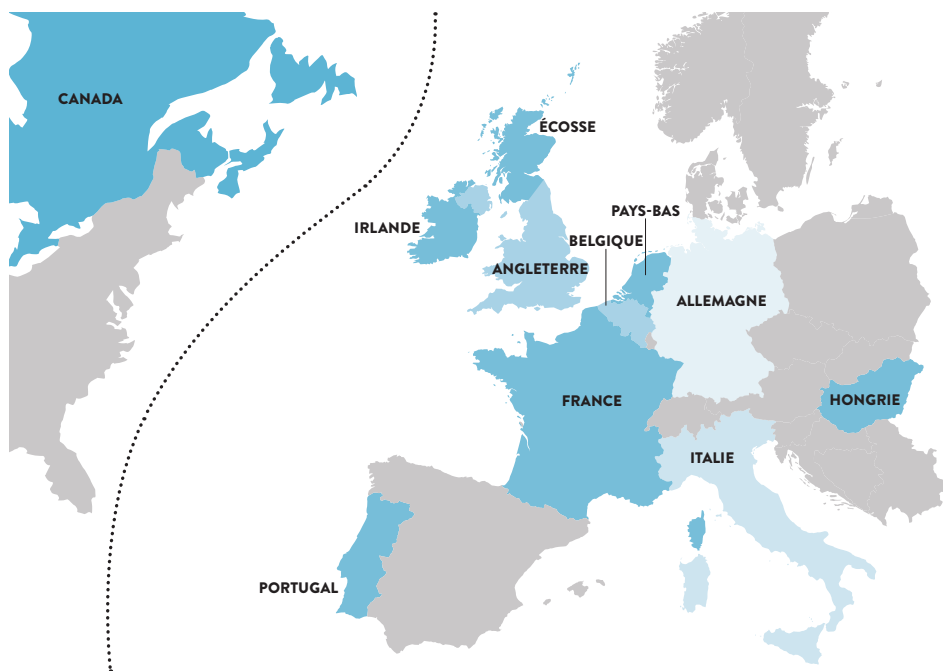 CANADA
ÉCOSSE
PAYS-BAS
IRLANDE
BELGIQUE
ANGLETERRE
ALLEMAGNE
FRANCE
HONGRIE
ITALIE
PORTUGAL